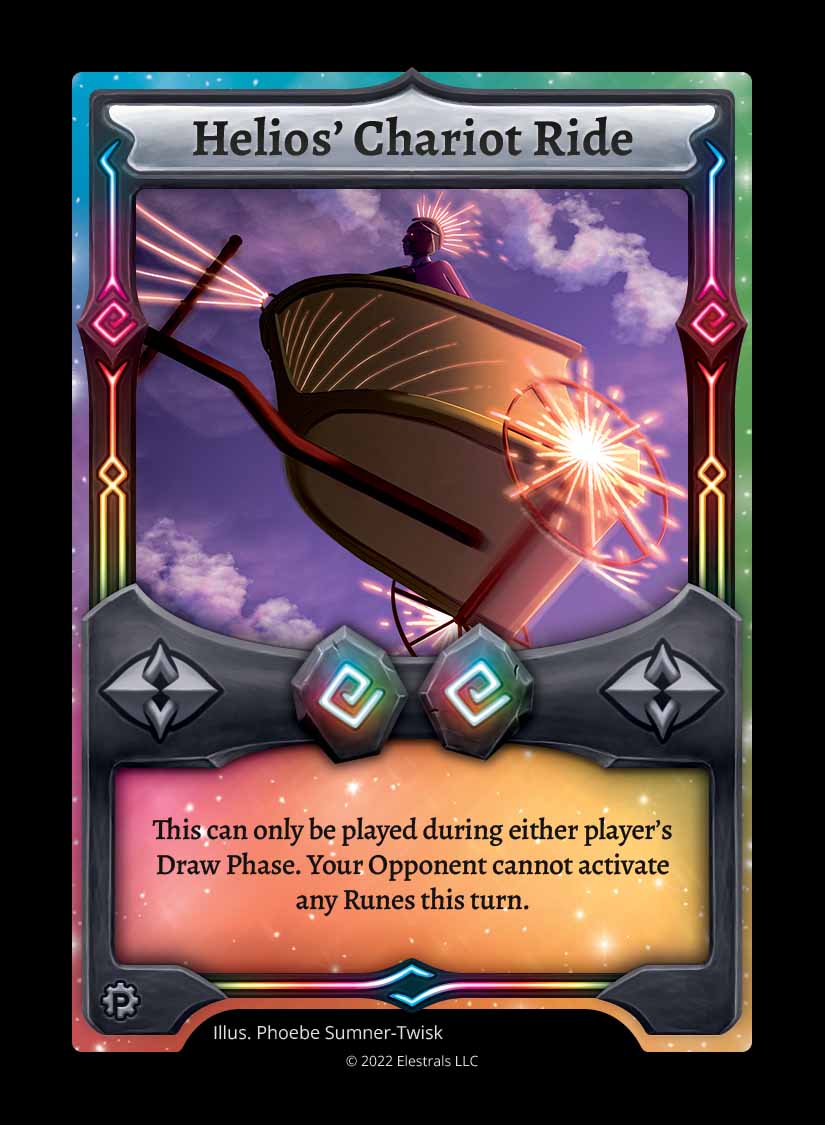 Helios’ Chariot Ride
This can only be played during either player’s
Draw Phase. Your Opponent cannot activate
any Runes this turn.
P
Illus. Phoebe Sumner-Twisk
© 2022 Elestrals LLC